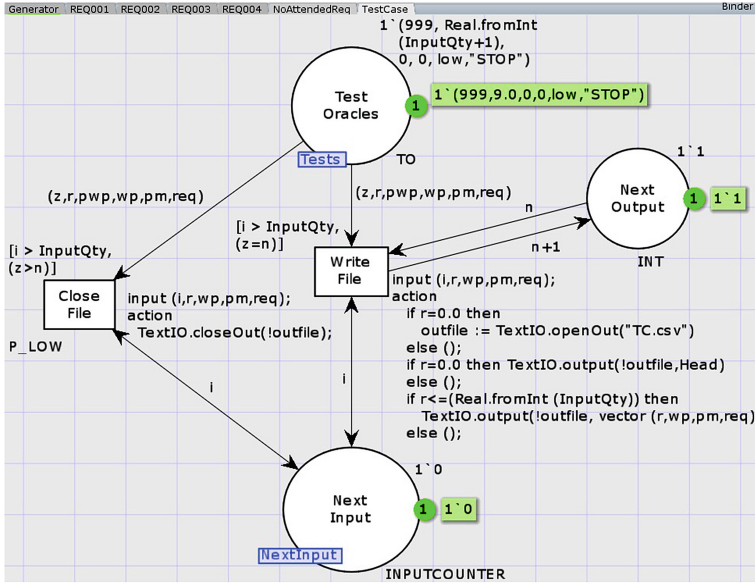 Generator REQ001 REQ002 REQ003 REQ004 NoAttendedReq TestCase Binder
1`(999, Real.fromInt
(InputQty+1),
0, 0, low,"STOP")
Test
Oracles
1
1`(999,9.0,0,0,low,"STOP")
Tests
TO
1`1
Next
Output
1
1`1
INT
(z,r,pwp,wp,pm,req)
(z,r,pwp,wp,pm,req)
n
n+1
[i > InputQty,
(z=n)]
[i > InputQty,
(z>n)]
Write
File
Close
File
P_LOW
input (i,r,wp,pm,req);
action
TextIO.closeOut(!outfile);
input (i,r,wp,pm,req);
action
if r=0.0 then
outfile := TextIO.openOut("TC.csv")
else ();
if r=0.0 then TextIO.output(!outfile,Head)
else ();
if r<=(Real.fromInt (InputQty)) then
TextIO.output(!outfile, vector (r,wp,pm,req)
else ();
i
i
1`0
Next
Input
1
1`0
NextInput
INPUTCOUNTER